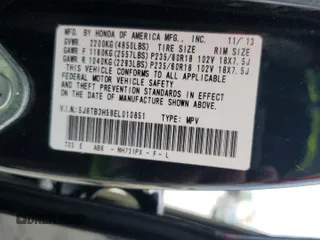 MFD. BY HONDA OF AMERICA MFG., INC. 11/'13
GVWR 2200KG(4850LBS) TIRE SIZE RIM SIZE
GAWR F 1160KG(2557LBS) P235/60R18 102V 18X7.5J
GAWR R 1040KG(2293LBS) P235/60R18 102V 18X7.5J
THIS VEHICLE CONFORMS TO ALL APPLICABLE
FEDERAL MOTOR VEHICLE SAFETY AND
THEFT PREVENTION STANDARDS IN EFFECT
ON THE DATE OF MANUFACTURE SHOWN ABOVE.
V.I.N.:5J8TB3H59EL010851 TYPE: MPV
E NH731PX - F - L